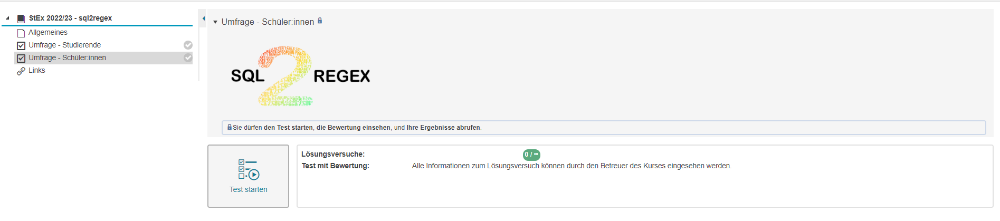 StEx 2022/23 - sql2regex
Allgemeines
Umfrage - Studierende
Umfrage - Schüler:innen
Links
Umfrage - Schüler:innen
SQL 2 REGEX
Sie dürfen den Test starten, die Bewertung einsehen, und Ihre Ergebnisse abrufen.
Test starten
Lösungsversuche: 0 / ∞
Test mit Bewertung: Alle Informationen zum Lösungsversuch können durch den Betreuer des Kurses eingesehen werden.